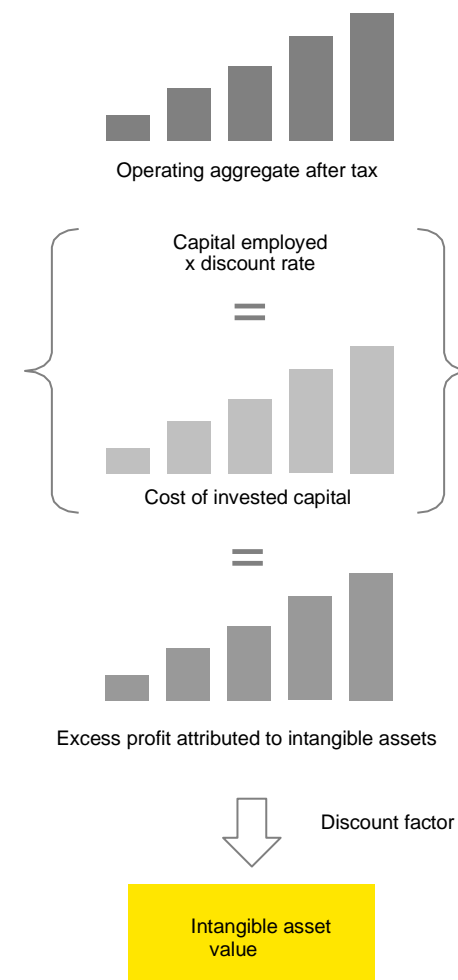 Operating aggregate after tax
Capital employed
x discount rate
=
Cost of invested capital
=
Excess profit attributed to intangible assets
Discount factor
Intangible asset
value